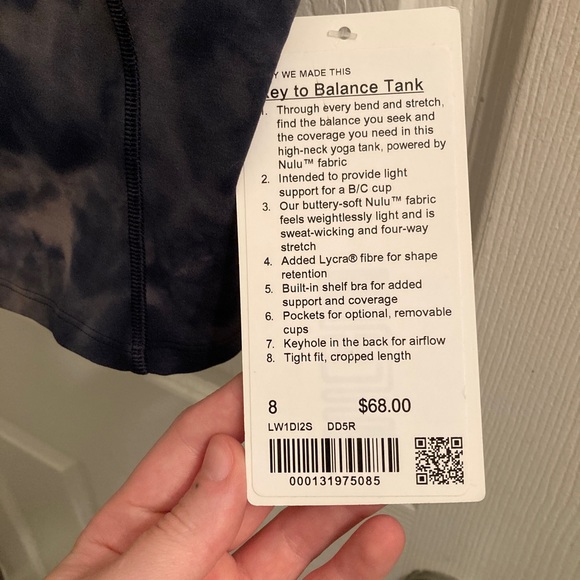 WE MADE THIS
to Balance Tank
1. Through every bend and stretch,
find the balance you seek and
the coverage you need in this
high-neck yoga tank, powered by
Nulu™ fabric
2. Intended to provide light
support for a B/C cup
3. Our buttery-soft Nulu™ fabric
feels weightlessly light and is
sweat-wicking and four-way
stretch
4. Added Lycra® fibre for shape
retention
5. Built-in shelf bra for added
support and coverage
6. Pockets for optional, removable
cups
7. Keyhole in the back for airflow
8. Tight fit, cropped length
8 $68.00
LW1DI2S DD5R
000131975085